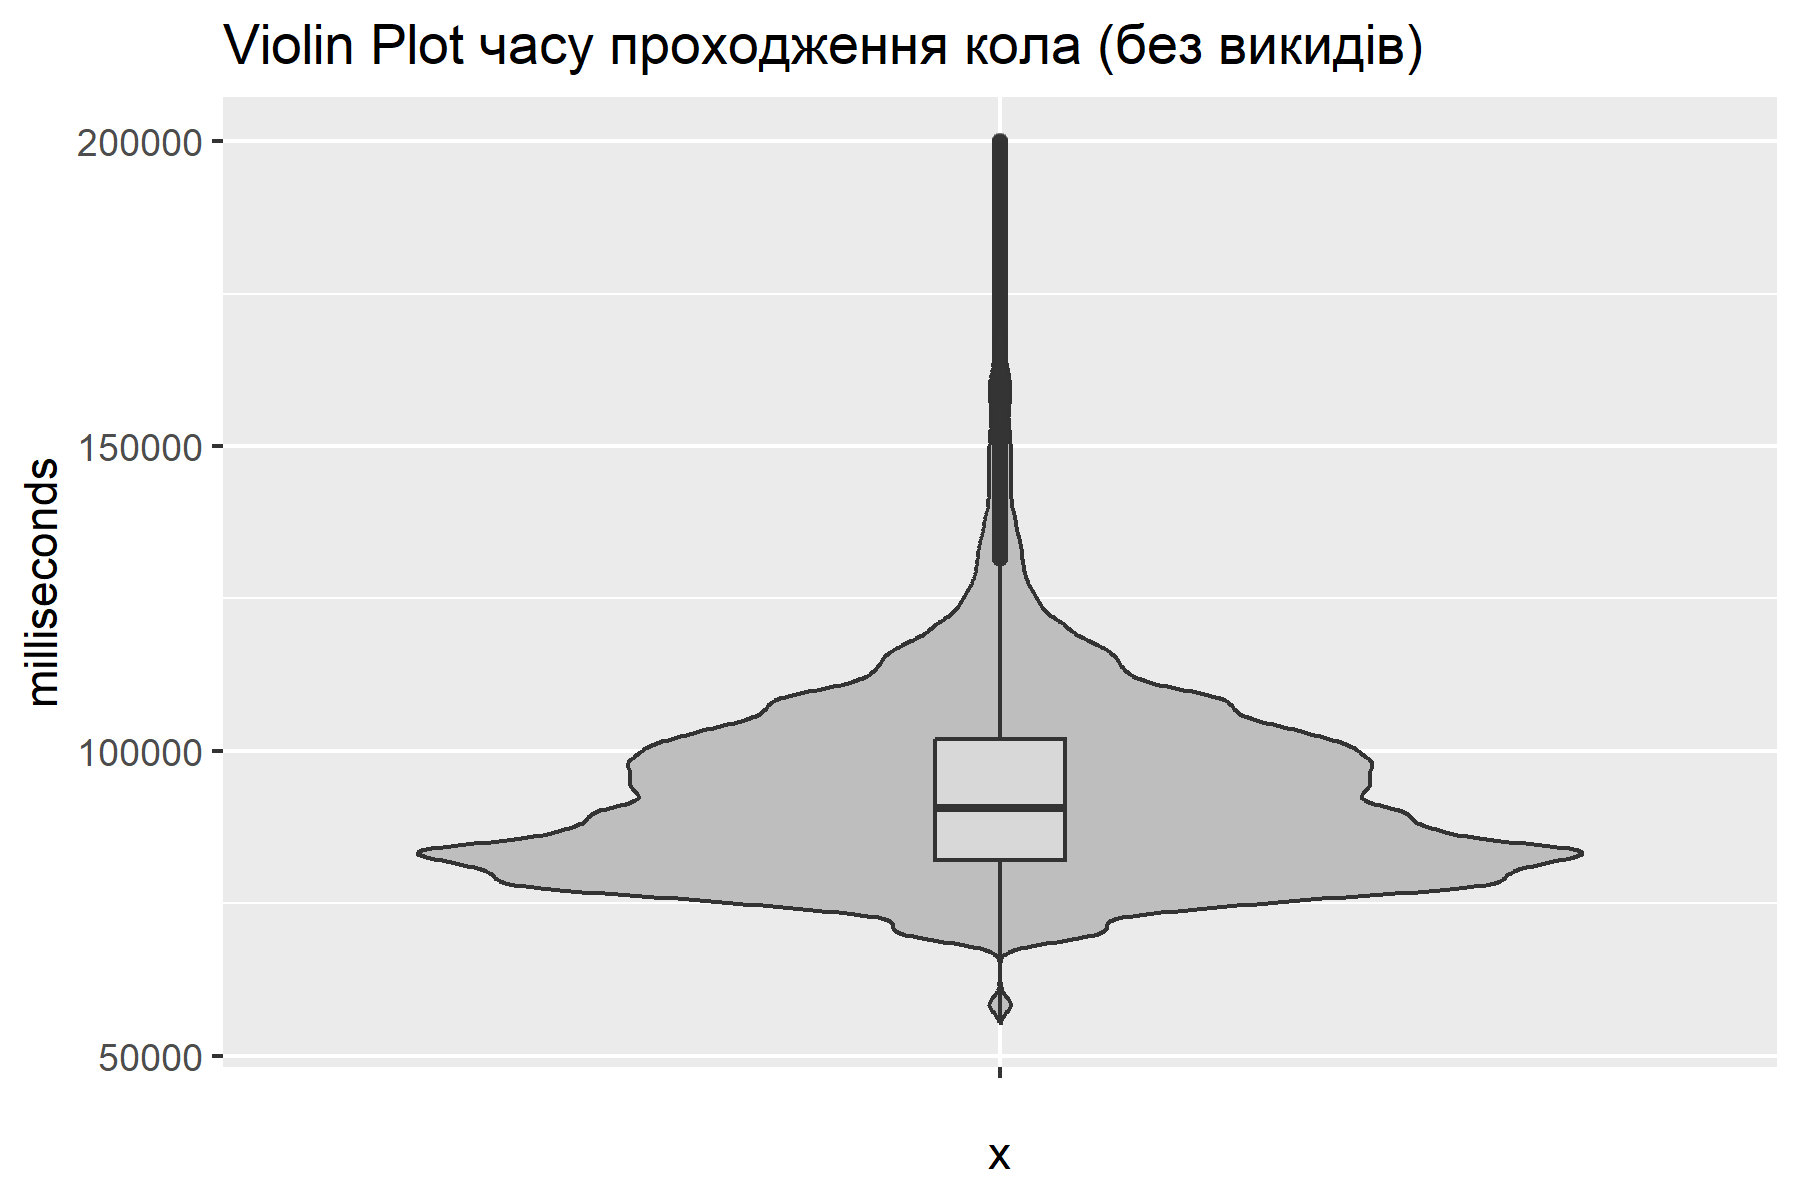 Violin Plot часу проходження кола (без викидів)
200000
150000
100000
50000
milliseconds
x